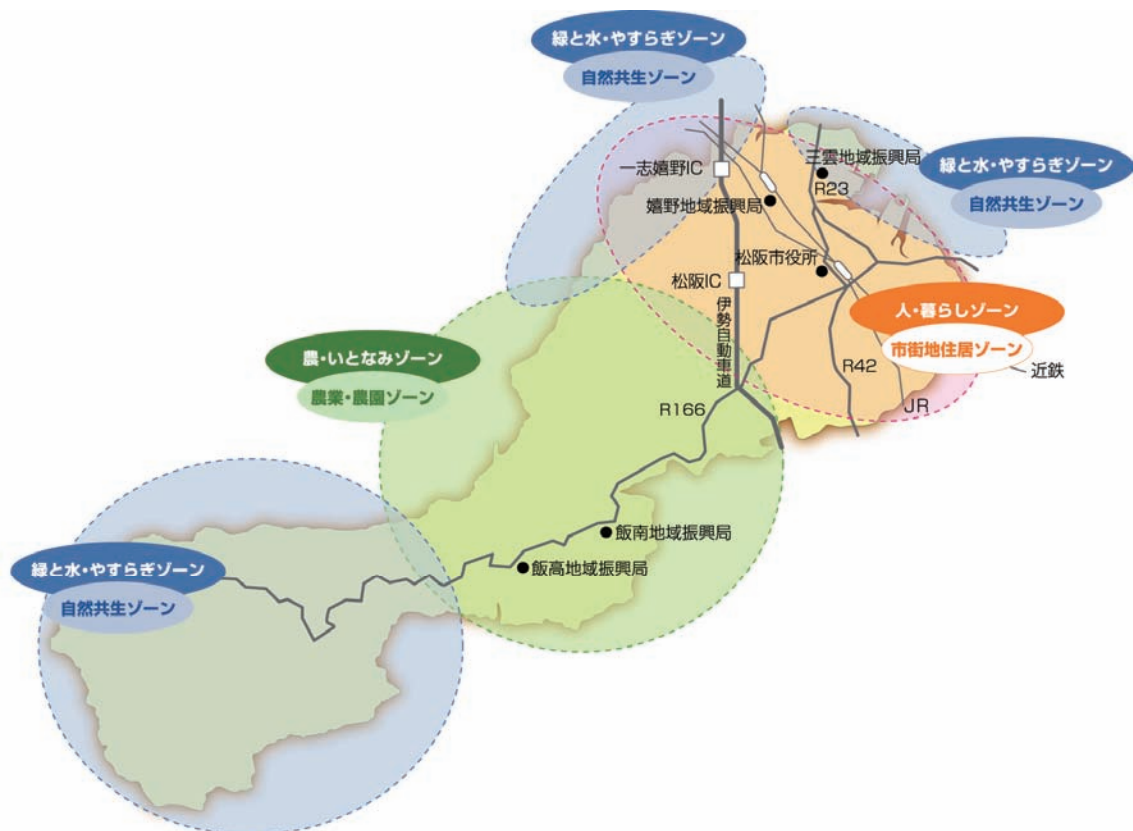 緑と水・やすらぎゾーン
自然共生ゾーン
一志嬉野IC
三雲地域振興局
R23
緑と水・やすらぎゾーン
自然共生ゾーン
嬉野地域振興局
松阪市役所
松阪IC
伊勢自動車道
人・暮らしゾーン
市街地住居ゾーン
近鉄
R42
JR
農・いとなみゾーン
農業・農園ゾーン
R166
飯南地域振興局
飯高地域振興局
緑と水・やすらぎゾーン
自然共生ゾーン